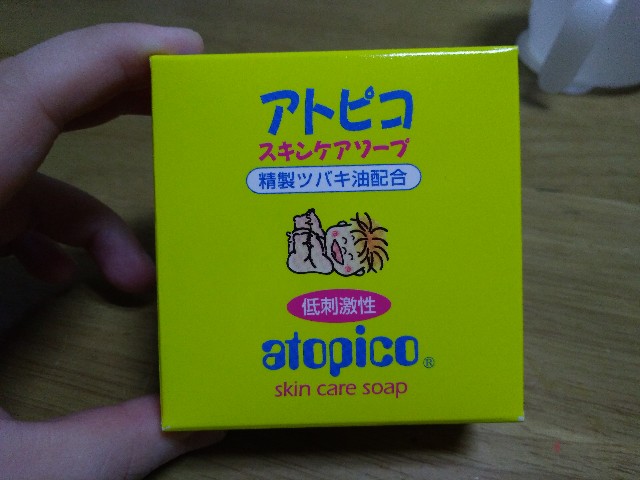 アトピコ
スキンケアソープ
精製ツバキ油配合
低刺激性
atopico®
skin care soap